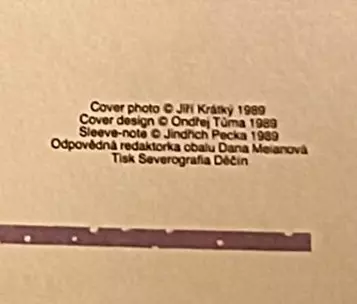 Cover photo © Jiří Krátký 1989
Cover design © Ondřej Tůma 1989
Sleeve-note © Jindřich Pecka 1989
Odpovědná redaktorka obalu Dana Meianová
Tisk Severografia Děčín